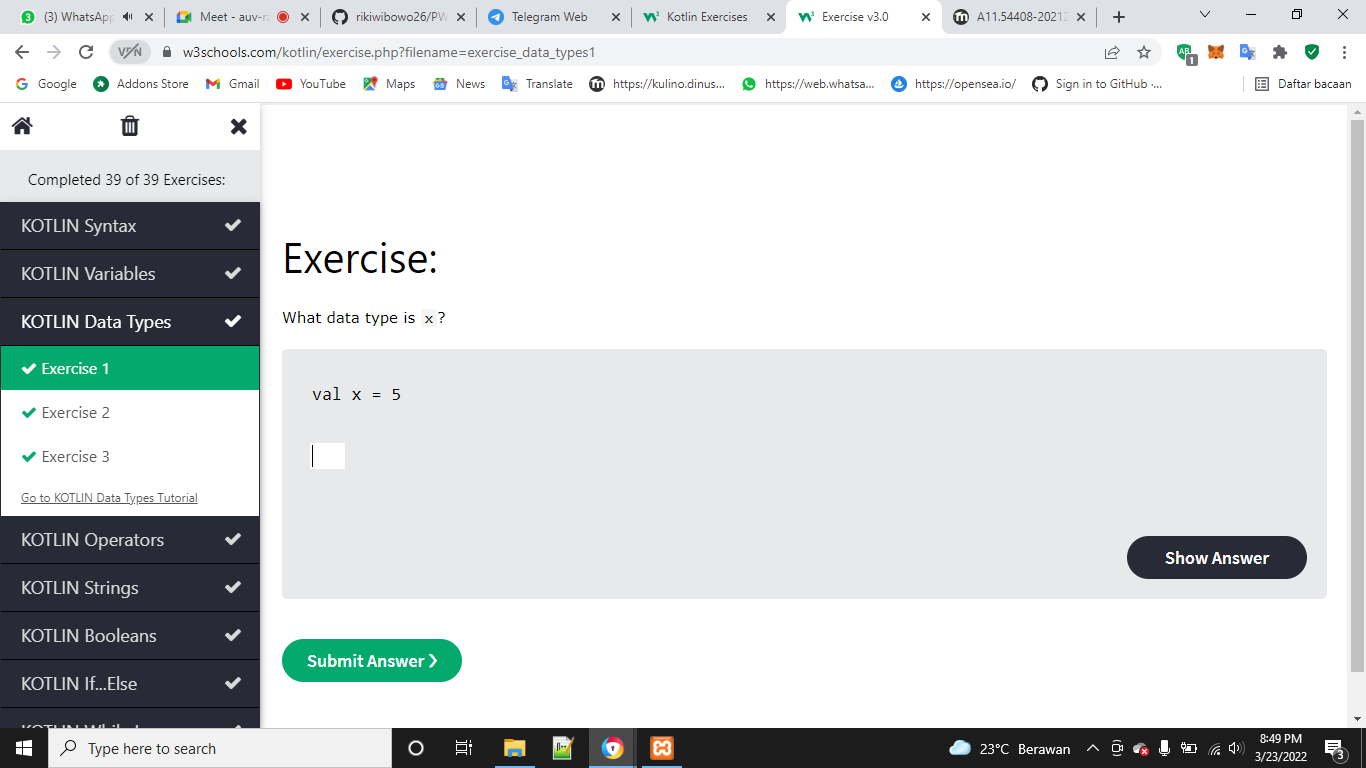 (3) WhatsApp
Meet - auv-ra
rikiwibowo26/PW
Telegram Web
Kotlin Exercises
Exercise v3.0
A11.54408-2021
VPN
w3schools.com/kotlin/exercise.php?filename=exercise_data_types1
1
Google
Addons Store
Gmail
YouTube
Maps
News
Translate
https://kulino.dinus...
https://web.whatsa...
https://opensea.io/
Sign in to GitHub ·...
Daftar bacaan
Completed 39 of 39 Exercises:
KOTLIN Syntax
KOTLIN Variables
KOTLIN Data Types
Exercise 1
Exercise 2
Exercise 3
Go to KOTLIN Data Types Tutorial
KOTLIN Operators
KOTLIN Strings
KOTLIN Booleans
KOTLIN If...Else
Exercise:
What data type is x?
val x = 5
Show Answer
Submit Answer ❯
Type here to search
23°C Berawan
8:49 PM
3/23/2022
3